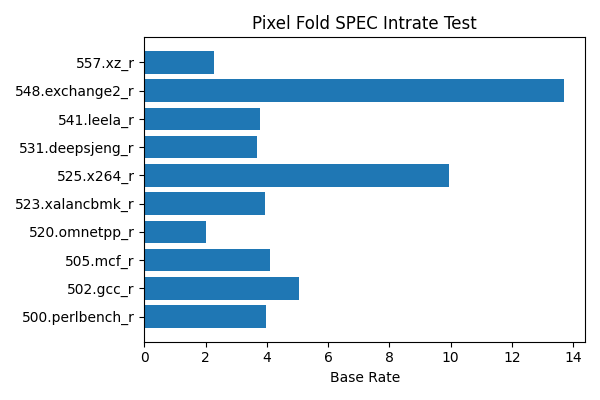 Pixel Fold SPEC Intrate Test
557.xz_r
548.exchange2_r
541.leela_r
531.deepsjeng_r
525.x264_r
523.xalancbmk_r
520.omnetpp_r
505.mcf_r
502.gcc_r
500.perlbench_r
0 2 4 6 8 10 12 14
Base Rate